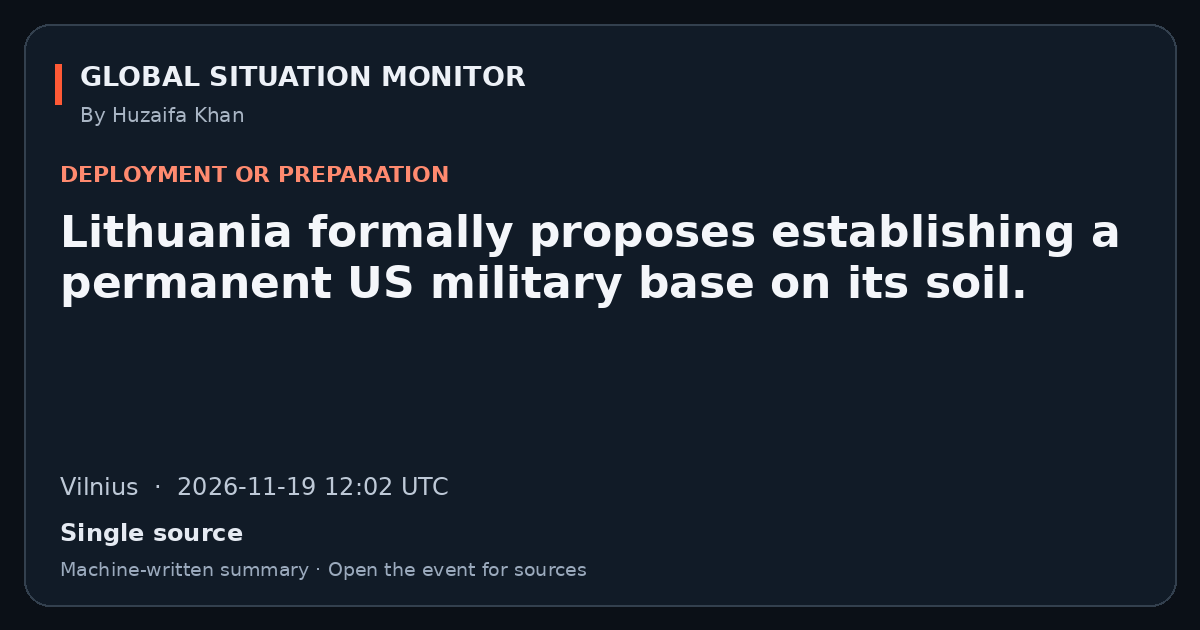 GLOBAL SITUATION MONITOR
By Huzaifa Khan
DEPLOYMENT OR PREPARATION
Lithuania formally proposes establishing a
permanent US military base on its soil.
Vilnius · 2026-11-19 12:02 UTC
Single source
Machine-written summary · Open the event for sources